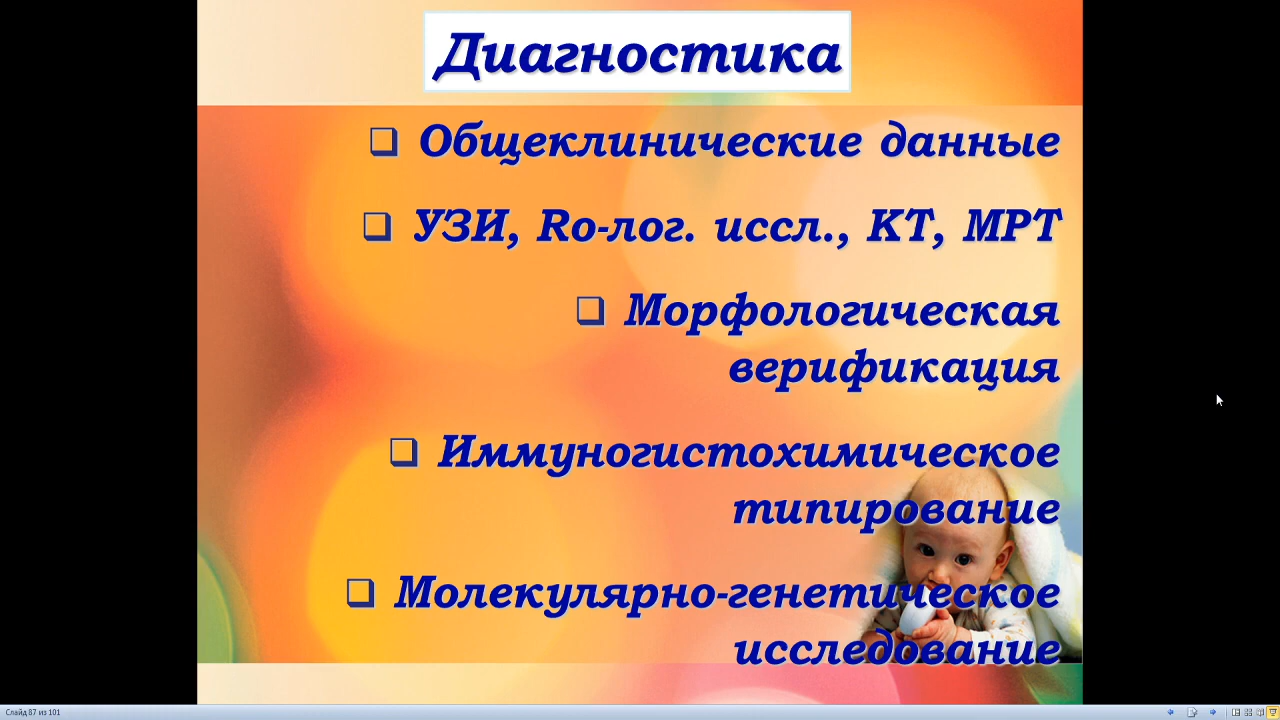 Диагностика
Общеклинические данные
УЗИ, Ro-лог. иссл., КТ, МРТ
Морфологическая
верификация
Иммуногистохимическое
типирование
Молекулярно-генетическое
исследование
Слайд 87 из 101